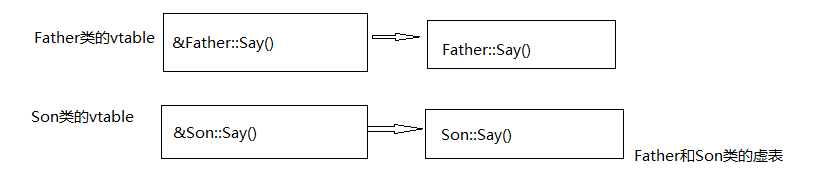 Father类的vtable
&Father::Say()
Father::Say()
Son类的vtable
&Son::Say()
Son::Say()
Father和Son类的虚表